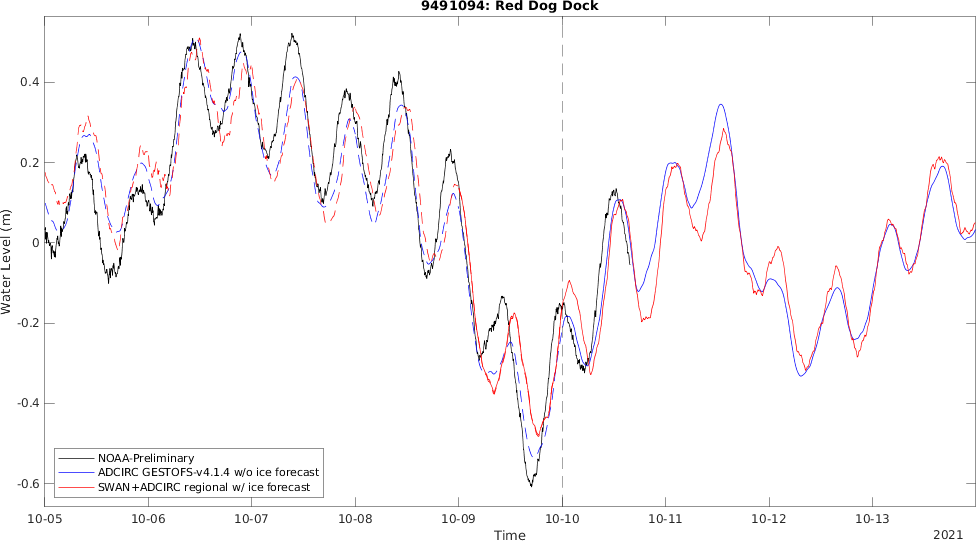 9491094: Red Dog Dock
Water Level (m)
0.4
0.2
0
-0.2
-0.4
-0.6
NOAA-Preliminary
ADCIRC GESTOFS-v4.1.4 w/o ice forecast
SWAN+ADCIRC regional w/ ice forecast
10-05 10-06 10-07 10-08 10-09 10-10 10-11 10-12 10-13
Time
2021